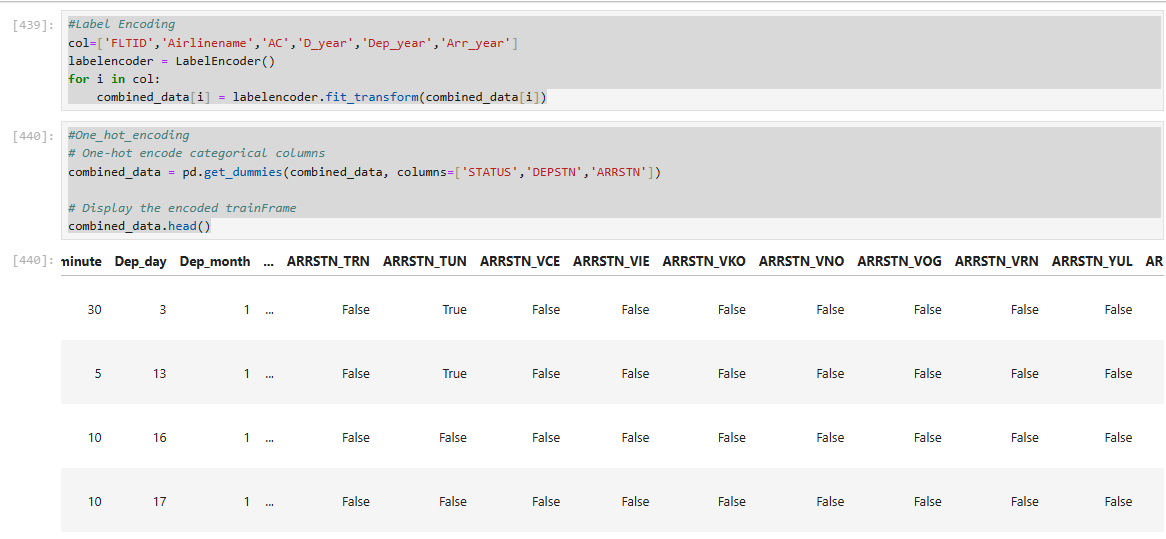 [439]:
#Label Encoding
col=['FLTID','Airlinename','AC','D_year','Dep_year','Arr_year']
labelencoder = LabelEncoder()
for i in col:
    combined_data[i] = labelencoder.fit_transform(combined_data[i])
[440]:
#One_hot_encoding
# One-hot encode categorical columns
combined_data = pd.get_dummies(combined_data, columns=['STATUS','DEPSTN','ARRSTN'])
# Display the encoded trainFrame
combined_data.head()
[440]:
minute Dep_day Dep_month ... ARRSTN_TRN ARRSTN_TUN ARRSTN_VCE ARRSTN_VIE ARRSTN_VKO ARRSTN_VNO ARRSTN_VOG ARRSTN_VRN ARRSTN_YUL AR
30 3 1 ... False True False False False False False False False
5 13 1 ... False True False False False False False False False
10 16 1 ... False False False False False False False False False
10 17 1 ... False False False False False False False False False